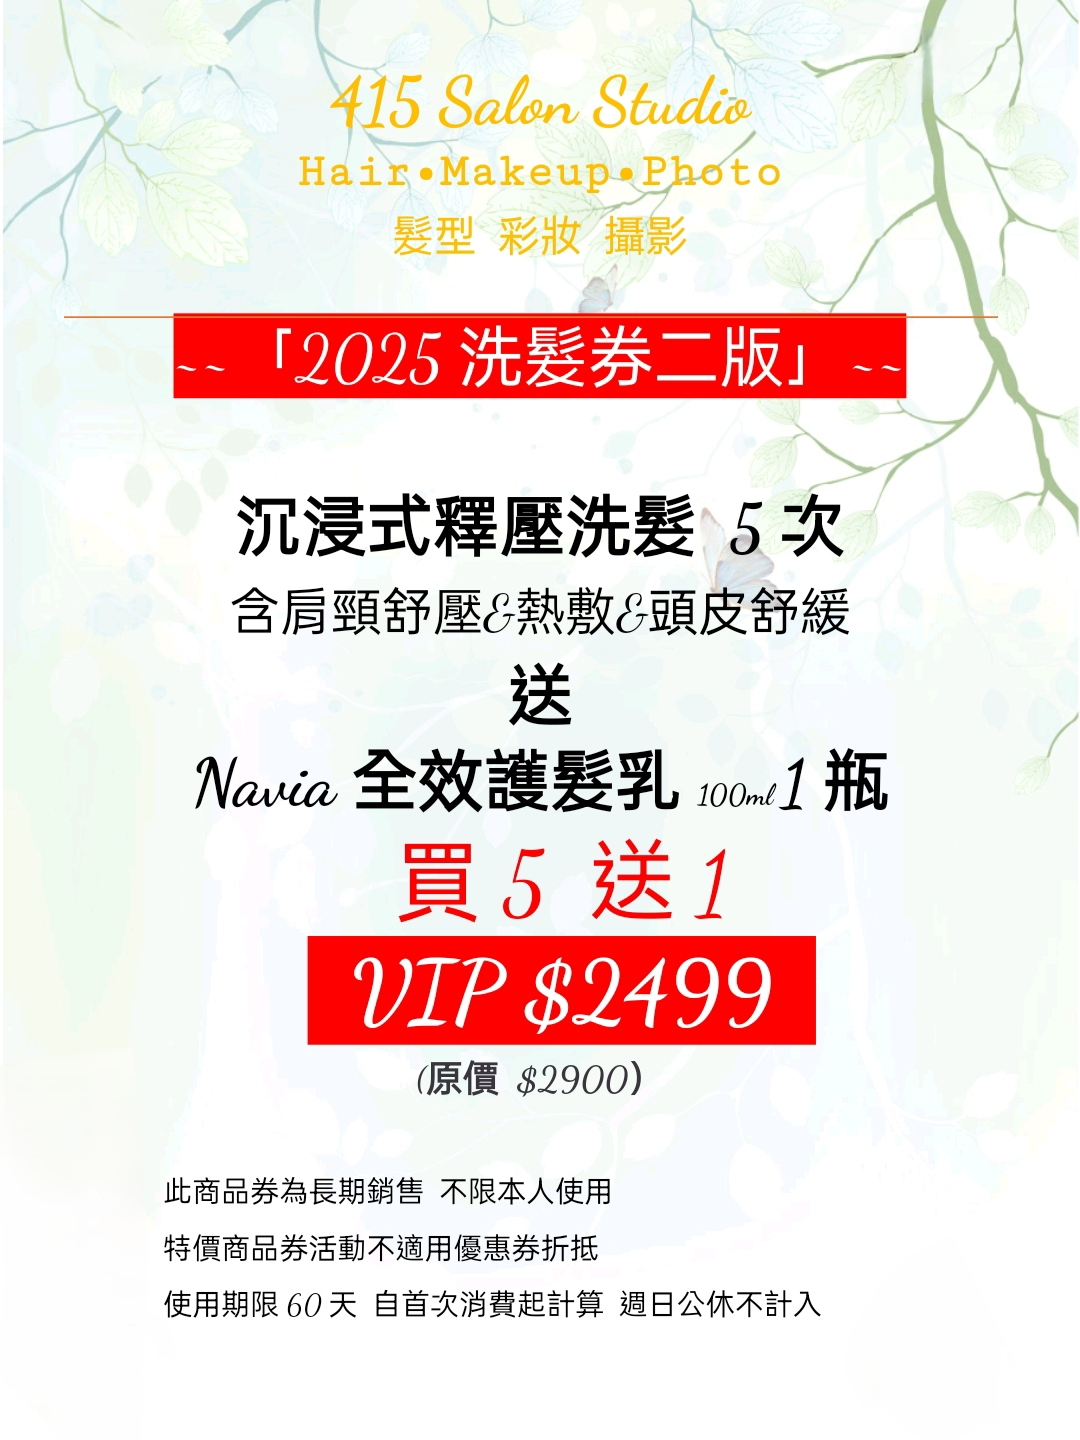 415 Salon Studio
Hair•Makeup•Photo
髮型 彩妝 攝影
~~ 「2025 洗髮券二版」 ~~
沉浸式釋壓洗髮 5 次
含肩頸舒壓&熱敷&頭皮舒緩
送
Navia 全效護髮乳 100ml 1 瓶
買 5 送 1
VIP $2499
(原價 $2900)
此商品券為長期銷售 不限本人使用
特價商品券活動不適用優惠券折抵
使用期限 60 天 自首次消費起計算 週日公休不計入